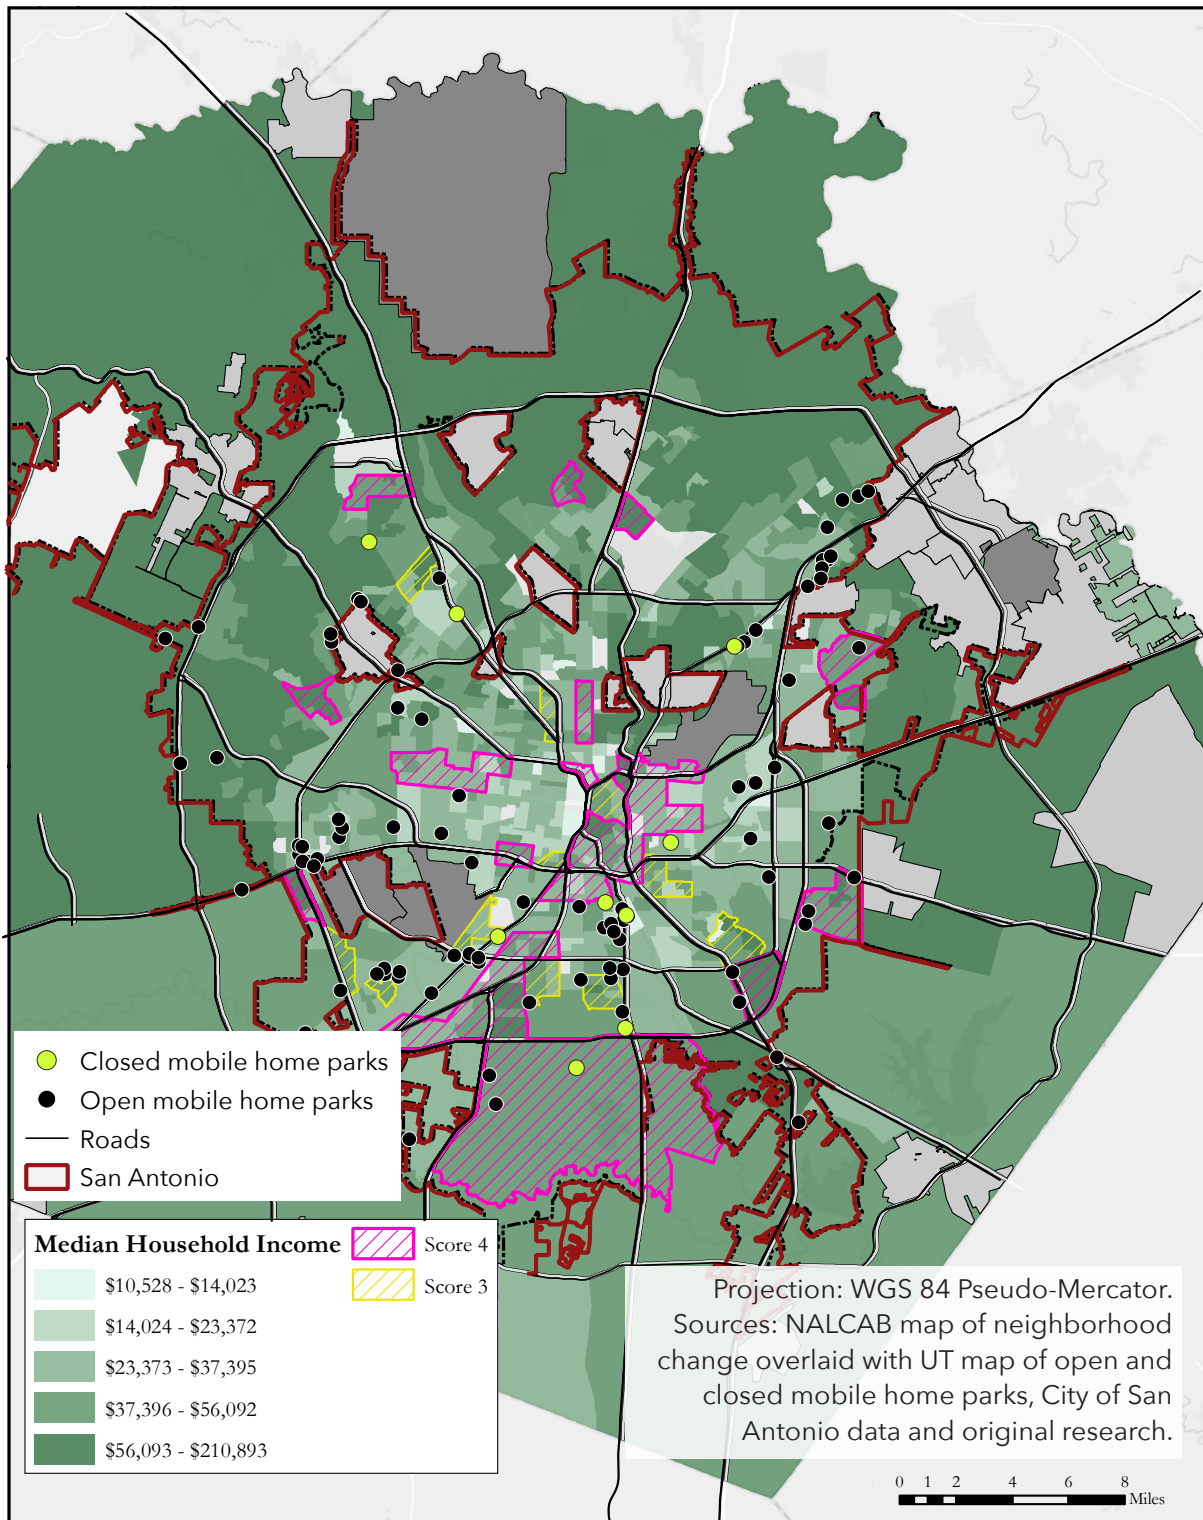 Closed mobile home parks
Open mobile home parks
Roads
San Antonio
Median Household Income
$10,528 - $14,023
$14,024 - $23,372
$23,373 - $37,395
$37,396 - $56,092
$56,093 - $210,893
Score 4
Score 3
Projection: WGS 84 Pseudo-Mercator.
Sources: NALCAB map of neighborhood
change overlaid with UT map of open and
closed mobile home parks, City of San
Antonio data and original research.
0 1 2 4 6 8
Miles